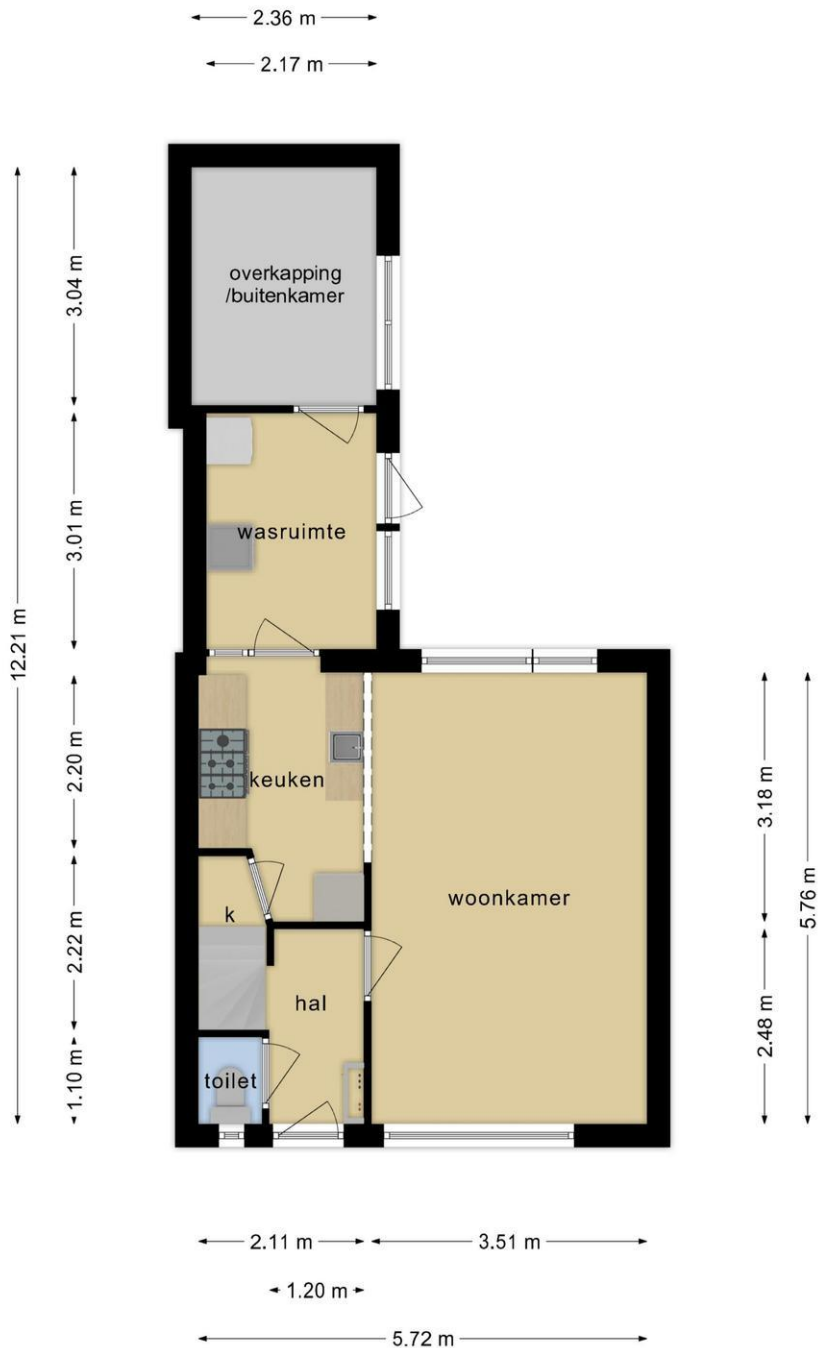 2.36 m
2.17 m
overkapping
/buitenkamer
3.04 m
wasruimte
3.01 m
12.21 m
keuken
2.20 m
woonkamer
3.18 m
5.76 m
k
2.22 m
hal
2.48 m
toilet
1.10 m
2.11 m
3.51 m
1.20 m
5.72 m